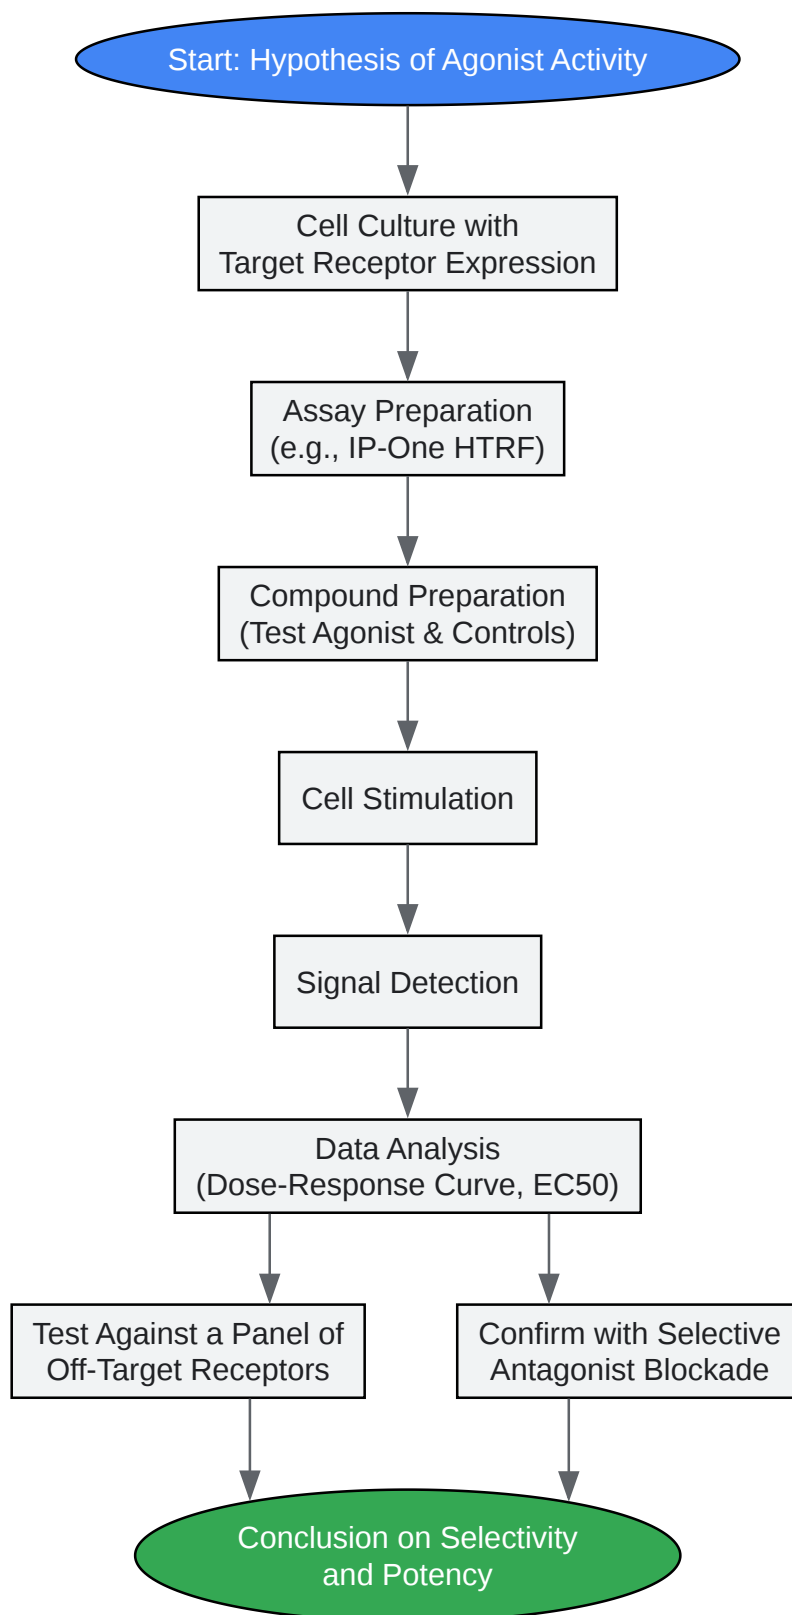 Start: Hypothesis of Agonist Activity
Cell Culture with
Target Receptor Expression
Assay Preparation
(e.g., IP-One HTRF)
Compound Preparation
(Test Agonist & Controls)
Cell Stimulation
Signal Detection
Data Analysis
(Dose-Response Curve, EC50)
Test Against a Panel of
Off-Target Receptors
Confirm with Selective
Antagonist Blockade
Conclusion on Selectivity
and Potency